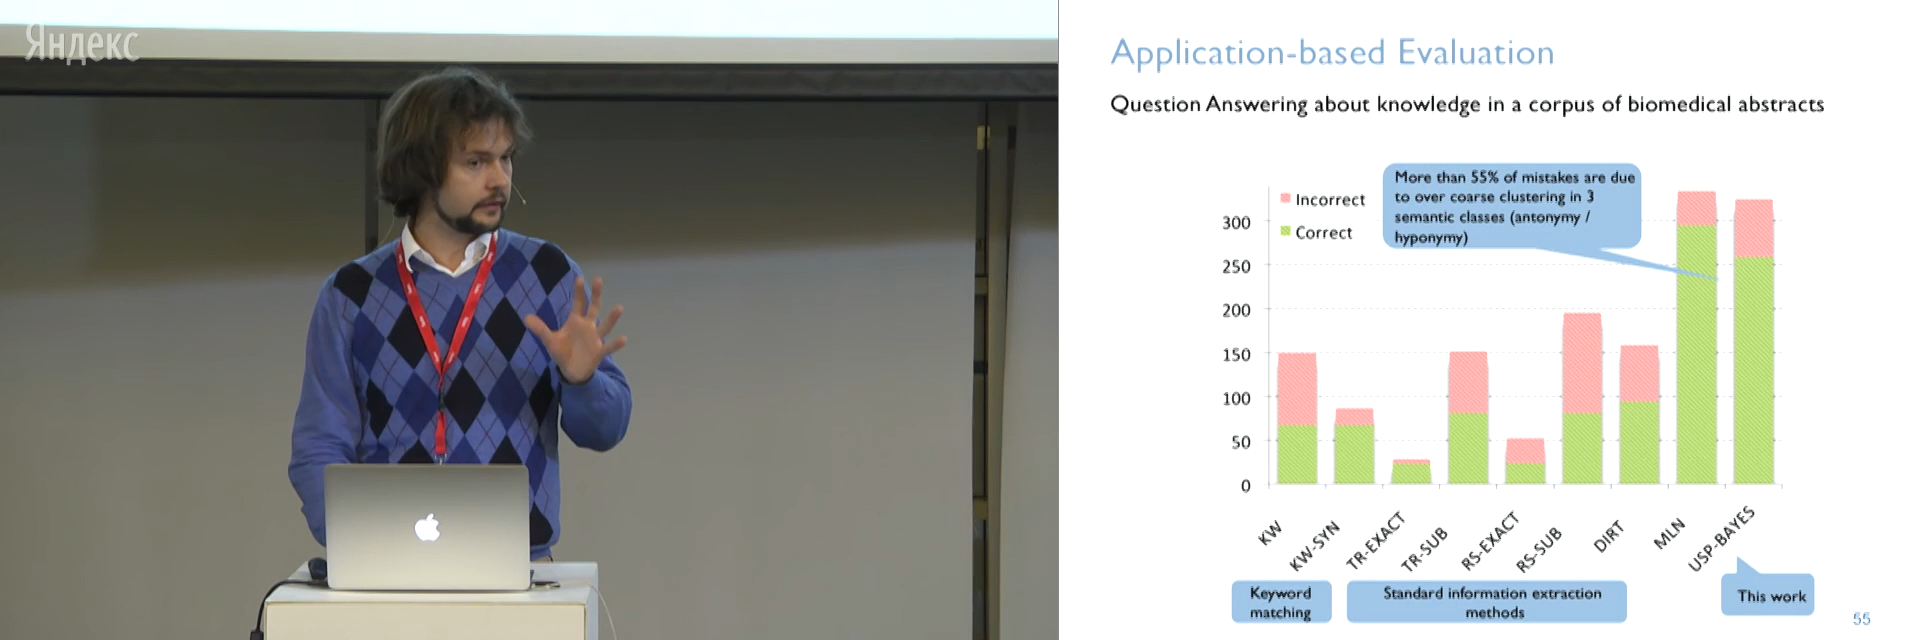 Яндекс
Application-based Evaluation
Question Answering about knowledge in a corpus of biomedical abstracts
More than 55% of mistakes are due
to over coarse clustering in 3
semantic classes (antonymy /
hyponymy)
Incorrect
Correct
300
250
200
150
100
50
0
KW
KW-SYN
TR-EXACT
TR-SUB
RS-EXACT
RS-SUB
DIRT
MLN
USP-BAYES
Keyword
matching
Standard information extraction
methods
This work
55